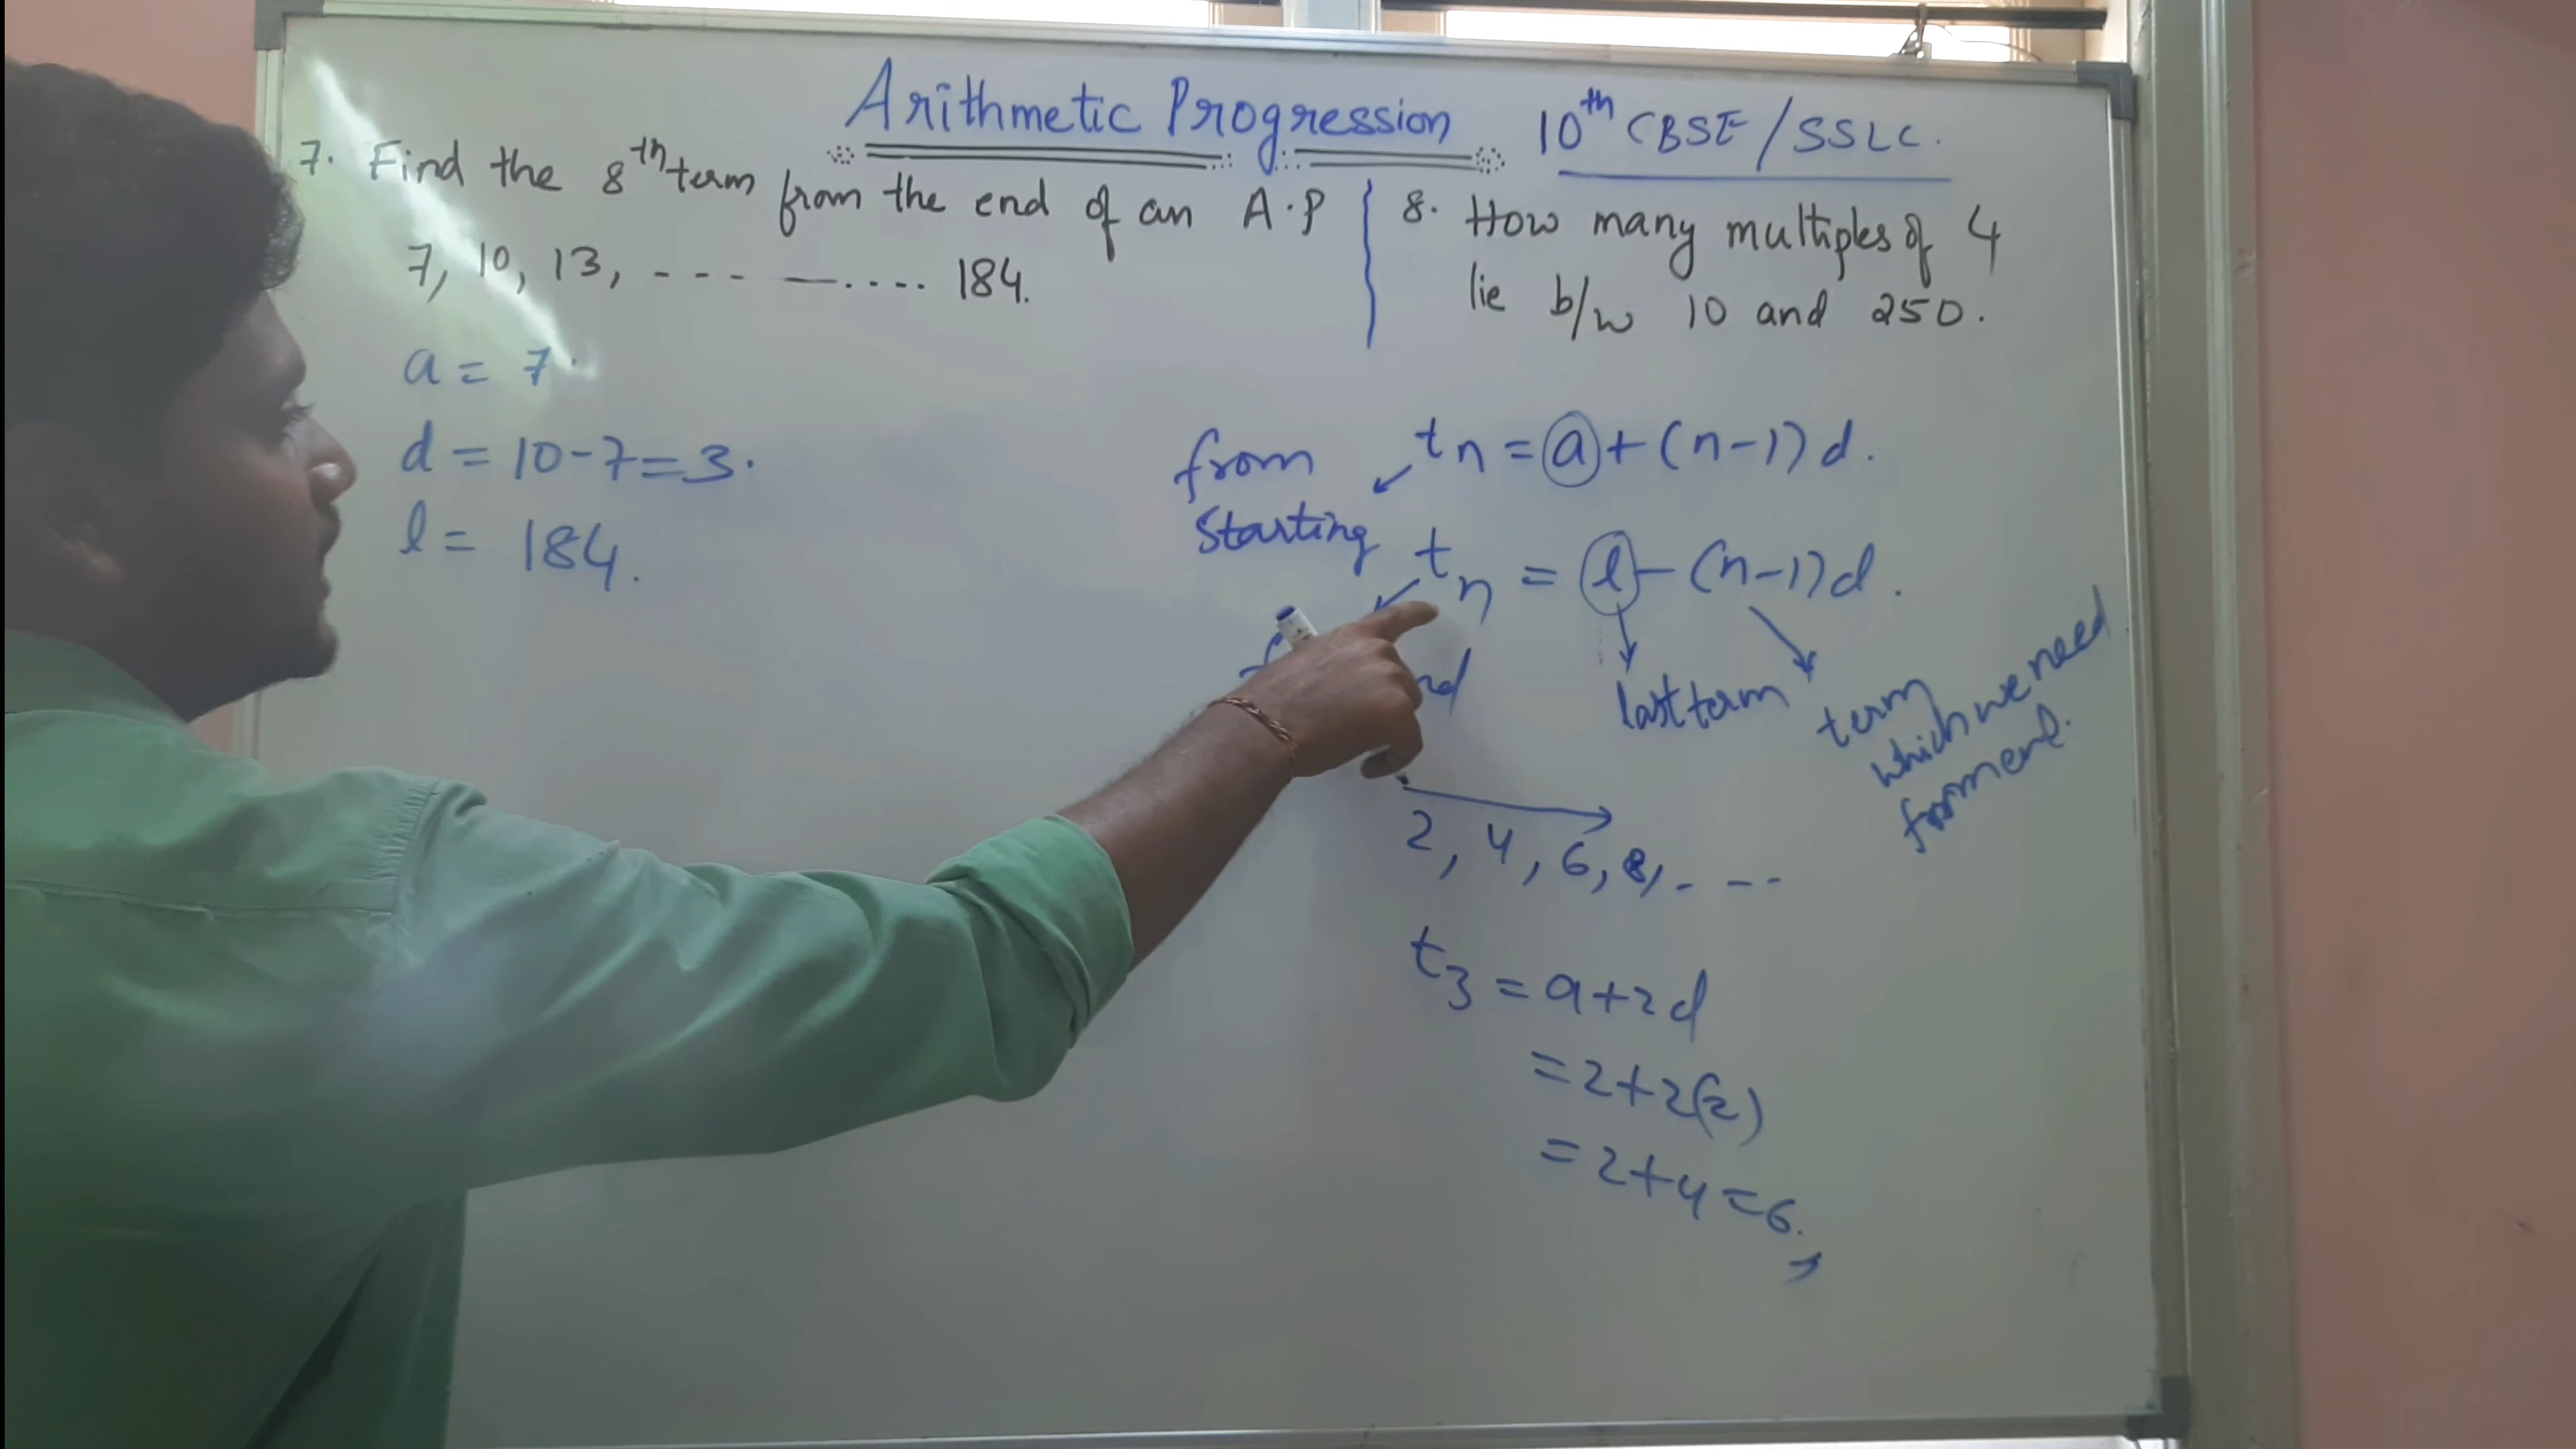 Arithmetic Progression
10th CBSE / SSLC.
7. Find the 8th term from the end of an A.P
7, 10, 13, - - - — .... 184.
a = 7.
d = 10-7=3.
l = 184.
8. How many multiples of 4
lie b/w 10 and 250.
from
Starting
tn = a + (n-1)d.
tn = l - (n-1)d.
last term
term
which we need
from end.
2, 4, 6, 8, - - -
t3 = a+2d
= 2+2(2)
= 2+4=6.,